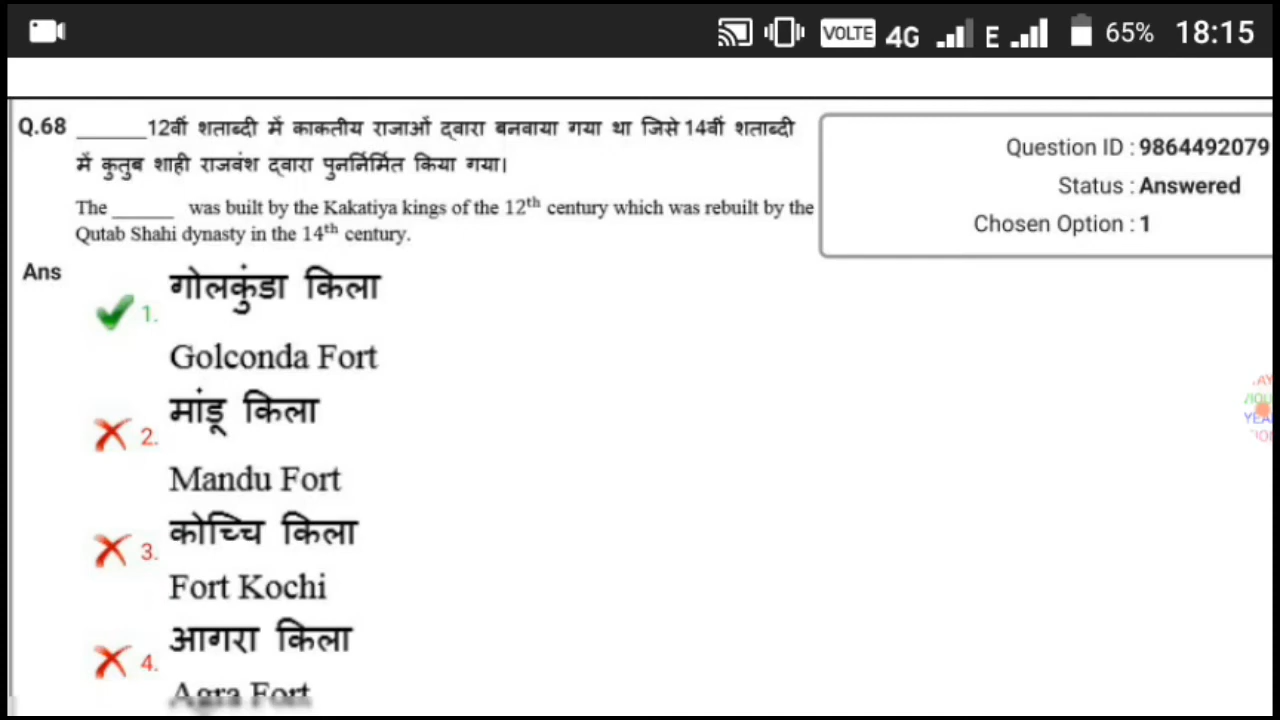 VOLTE 4G E 65% 18:15
Q.68 ______12वीं शताब्दी में काकतीय राजाओं द्वारा बनवाया गया था जिसे 14वीं शताब्दी
में कुतुब शाही राजवंश द्वारा पुनर्निर्मित किया गया।
The ______ was built by the Kakatiya kings of the 12th century which was rebuilt by the
Qutab Shahi dynasty in the 14th century.
Question ID : 9864492079
Status : Answered
Chosen Option : 1
Ans
1. गोलकुंडा किला
Golconda Fort
2. मांडू किला
Mandu Fort
3. कोच्चि किला
Fort Kochi
4. आगरा किला
Agra Fort